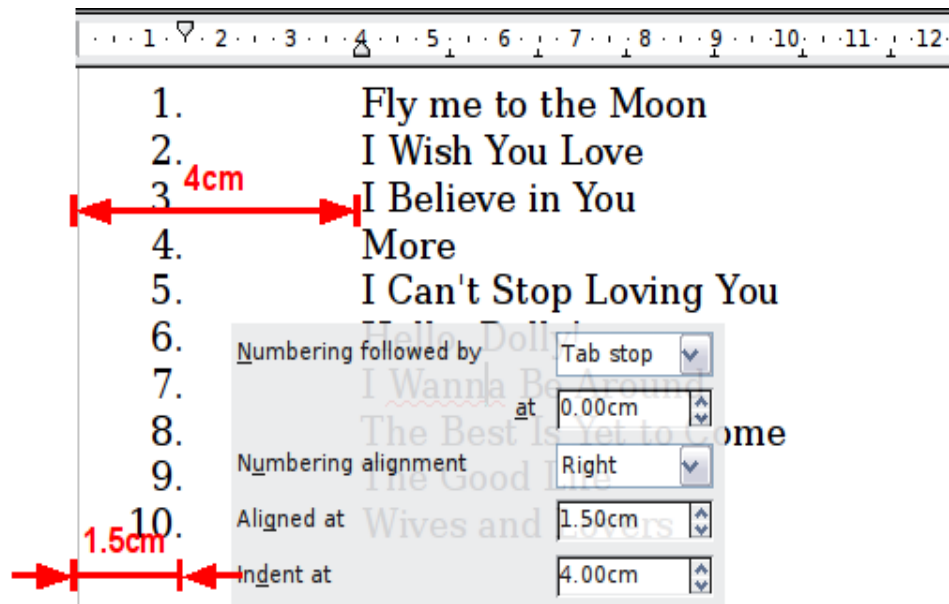 1 2 3 4 5 6 7 8 9 10 11 12
1. Fly me to the Moon
2. I Wish You Love
4cm
3. I Believe in You
4. More
5. I Can't Stop Loving You
6. Hello, Dolly!
Numbering followed by Tab stop
7. I Wanna Be Around
at 0.00cm
8. The Best Is Yet to Come
Numbering alignment Right
9. The Good Life
10. Wives and Lovers
Aligned at 1.50cm
1.5cm
Indent at 4.00cm